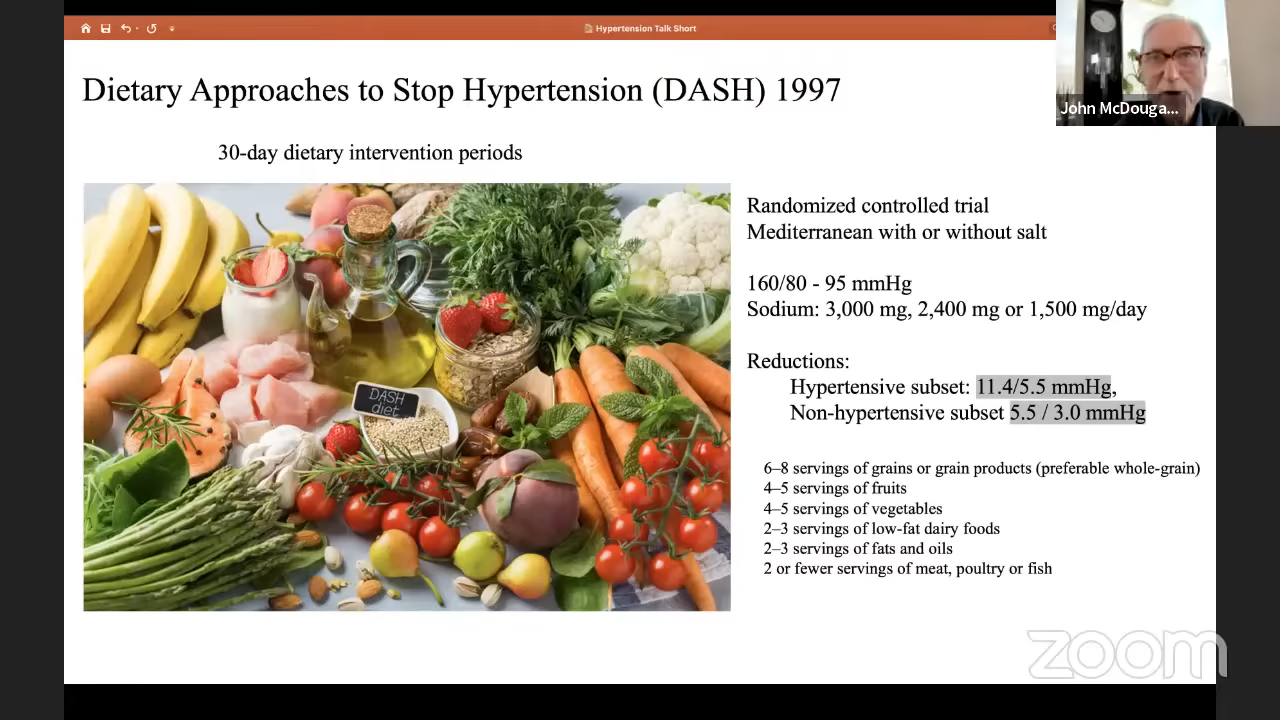 Hypertension Talk Short
John McDouga...
Dietary Approaches to Stop Hypertension (DASH) 1997
30-day dietary intervention periods
DASH
diet
Randomized controlled trial
Mediterranean with or without salt
160/80 - 95 mmHg
Sodium: 3,000 mg, 2,400 mg or 1,500 mg/day
Reductions:
Hypertensive subset: 11.4/5.5 mmHg,
Non-hypertensive subset 5.5 / 3.0 mmHg
6–8 servings of grains or grain products (preferable whole-grain)
4–5 servings of fruits
4–5 servings of vegetables
2–3 servings of low-fat dairy foods
2–3 servings of fats and oils
2 or fewer servings of meat, poultry or fish
zoom